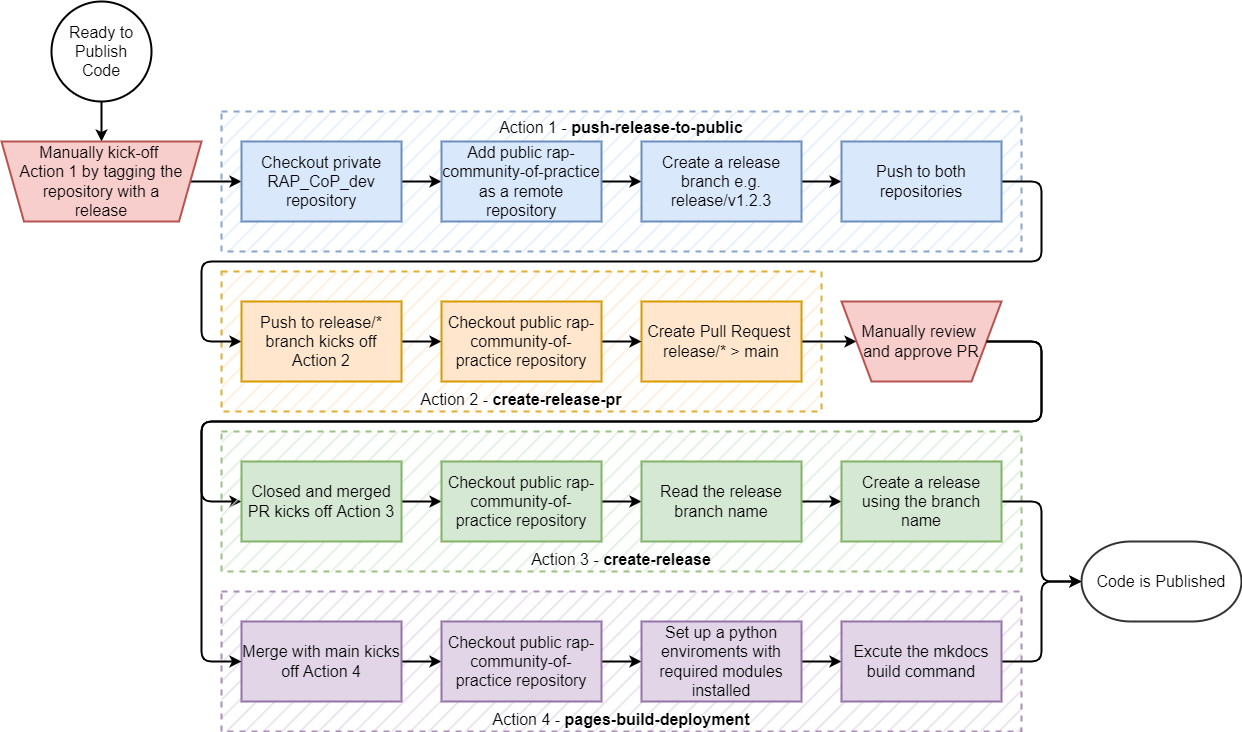 Ready to
Publish
Code
Manually kick-off
Action 1 by tagging the
repository with a
release
Action 1 - push-release-to-public
Checkout private
RAP_CoP_dev
repository
Add public rap-
community-of-practice
as a remote
repository
Create a release
branch e.g.
release/v1.2.3
Push to both
repositories
Push to release/*
branch kicks off
Action 2
Checkout public rap-
community-of-
practice repository
Create Pull Request
release/* > main
Manually review
and approve PR
Action 2 - create-release-pr
Closed and merged
PR kicks off Action 3
Checkout public rap-
community-of-
practice repository
Read the release
branch name
Create a release
using the branch
name
Action 3 - create-release
Code is Published
Merge with main kicks
off Action 4
Checkout public rap-
community-of-
practice repository
Set up a python
enviroments with
required modules
installed
Excute the mkdocs
build command
Action 4 - pages-build-deployment